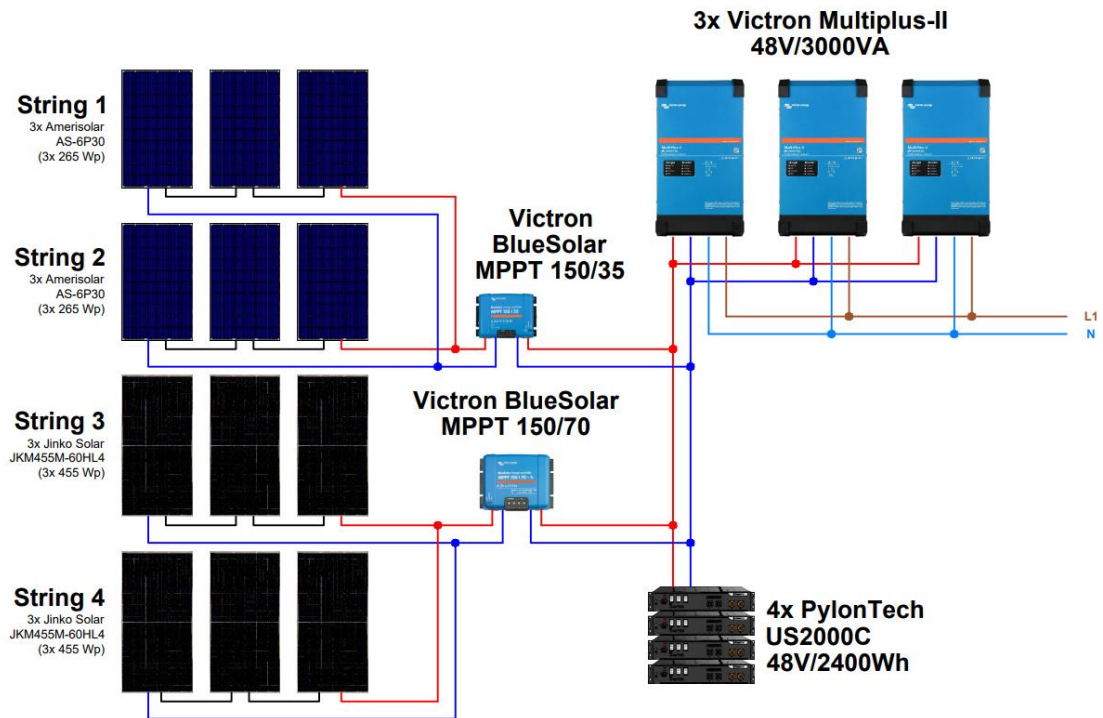 3x Victron Multiplus-II
48V/3000VA
String 1
3x Amerisolar
AS-6P30
(3x 265 Wp)
String 2
3x Amerisolar
AS-6P30
(3x 265 Wp)
Victron
BlueSolar
MPPT 150/35
L1
N
String 3
3x Jinko Solar
JKM455M-60HL4
(3x 455 Wp)
Victron BlueSolar
MPPT 150/70
String 4
3x Jinko Solar
JKM455M-60HL4
(3x 455 Wp)
4x PylonTech
US2000C
48V/2400Wh